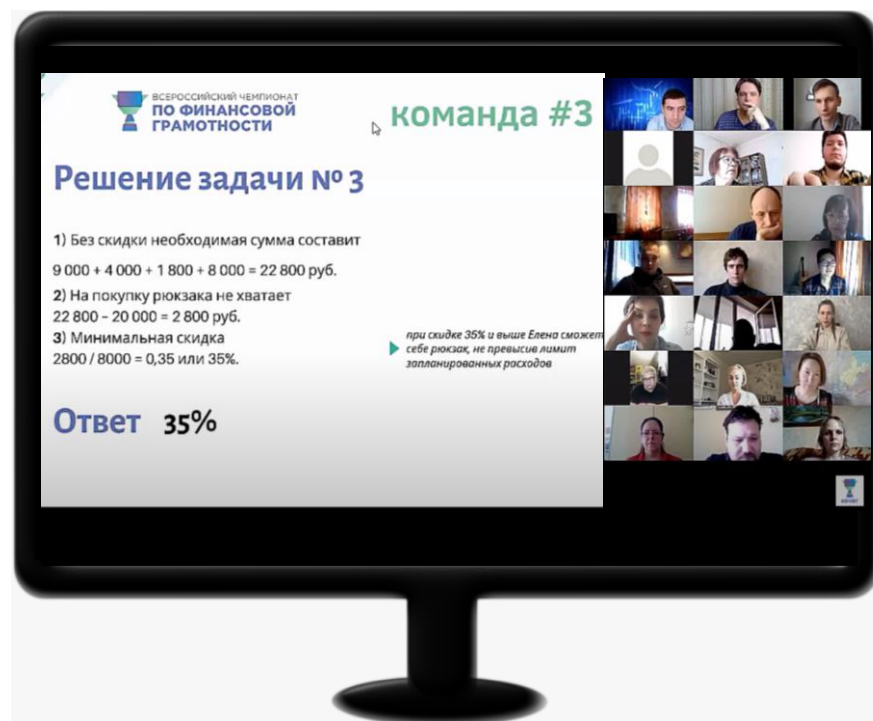 ВСЕРОССИЙСКИЙ ЧЕМПИОНАТ
ПО ФИНАНСОВОЙ
ГРАМОТНОСТИ
команда #3
Решение задачи № 3
1) Без скидки необходимая сумма составит
9 000 + 4 000 + 1 800 + 8 000 = 22 800 руб.
2) На покупку рюкзака не хватает
22 800 – 20 000 = 2 800 руб.
3) Минимальная скидка
2800 / 8000 = 0,35 или 35%.
при скидке 35% и выше Елена сможет
себе рюкзак, не превысив лимит
запланированных расходов
Ответ 35%